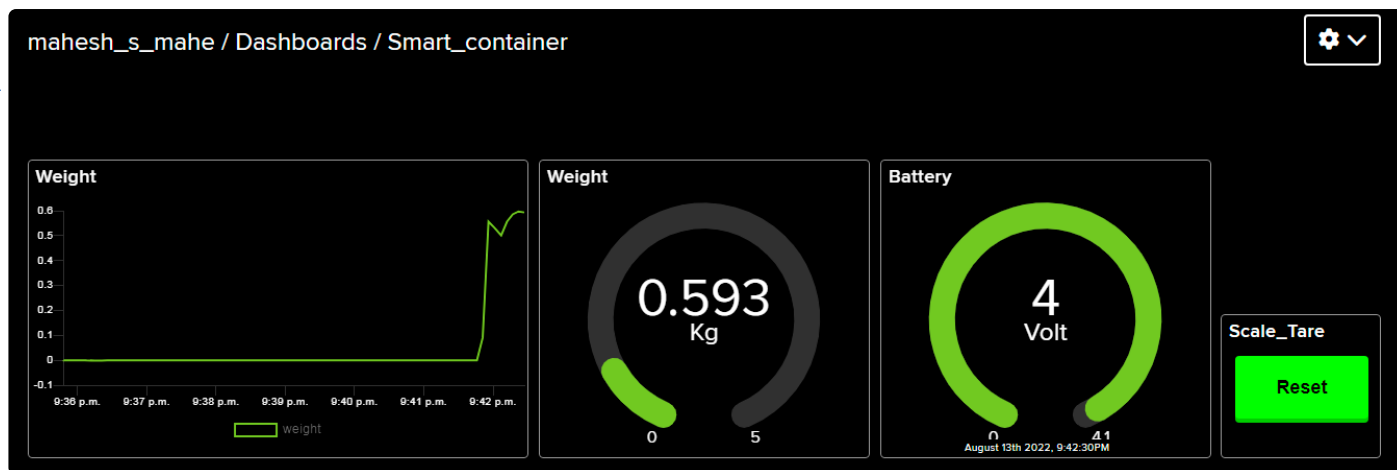 mahesh_s_mahe / Dashboards / Smart_container
Weight
0.6
0.5
0.4
0.3
0.2
0.1
0
-0.1
9:36 p.m. 9:37 p.m. 9:38 p.m. 9:39 p.m. 9:40 p.m. 9:41 p.m. 9:42 p.m.
weight
Weight
0.593
Kg
0 5
Battery
4
Volt
0 4.1
August 13th 2022, 9:42:30PM
Scale_Tare
Reset